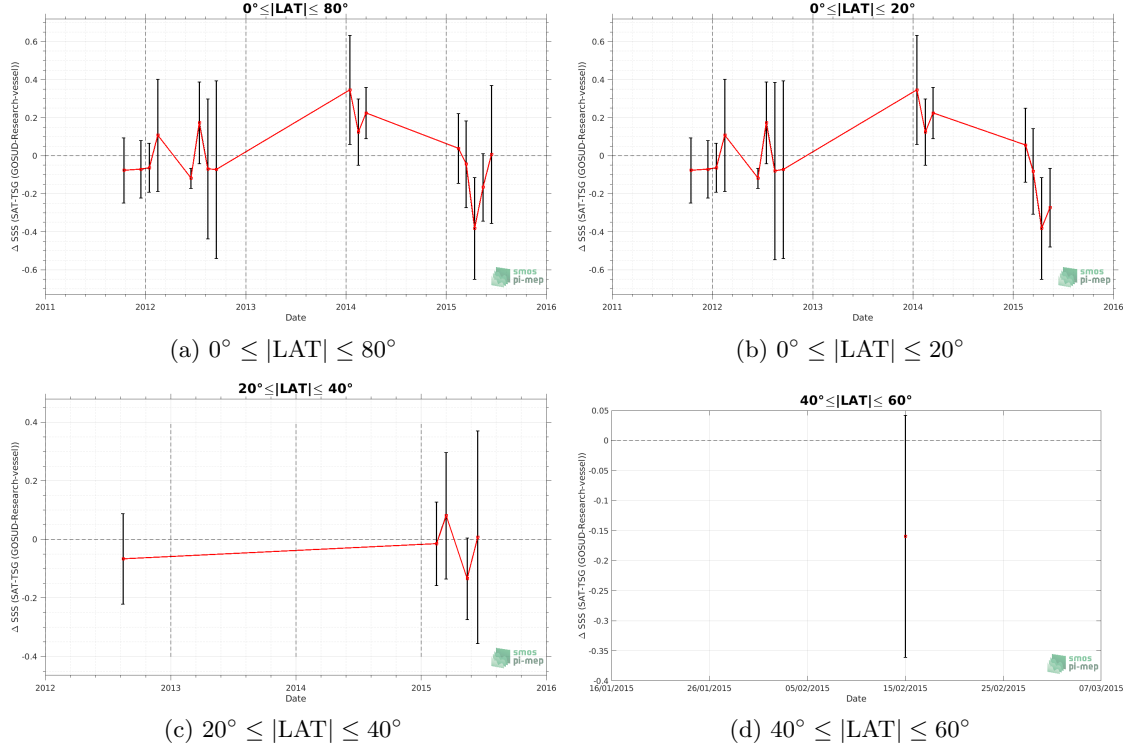 0°≤|LAT|≤ 80°
Δ SSS (SAT-TSG (GOSUD-Research-vessel))
0.6
0.4
0.2
0
-0.2
-0.4
-0.6
2011
2012
2013
2014
2015
2016
Date
smos
pi-mep
(a) 0° ≤ |LAT| ≤ 80°
0°≤|LAT|≤ 20°
Δ SSS (SAT-TSG (GOSUD-Research-vessel))
0.6
0.4
0.2
0
-0.2
-0.4
-0.6
2011
2012
2013
2014
2015
2016
Date
smos
pi-mep
(b) 0° ≤ |LAT| ≤ 20°
20°≤|LAT|≤ 40°
Δ SSS (SAT-TSG (GOSUD-Research-vessel))
0.4
0.2
0
-0.2
-0.4
2012
2013
2014
2015
2016
Date
smos
pi-mep
(c) 20° ≤ |LAT| ≤ 40°
40°≤|LAT|≤ 60°
Δ SSS (SAT-TSG (GOSUD-Research-vessel))
0.05
0
-0.05
-0.1
-0.15
-0.2
-0.25
-0.3
-0.35
-0.4
16/01/2015
26/01/2015
05/02/2015
15/02/2015
25/02/2015
07/03/2015
Date
smos
pi-mep
(d) 40° ≤ |LAT| ≤ 60°